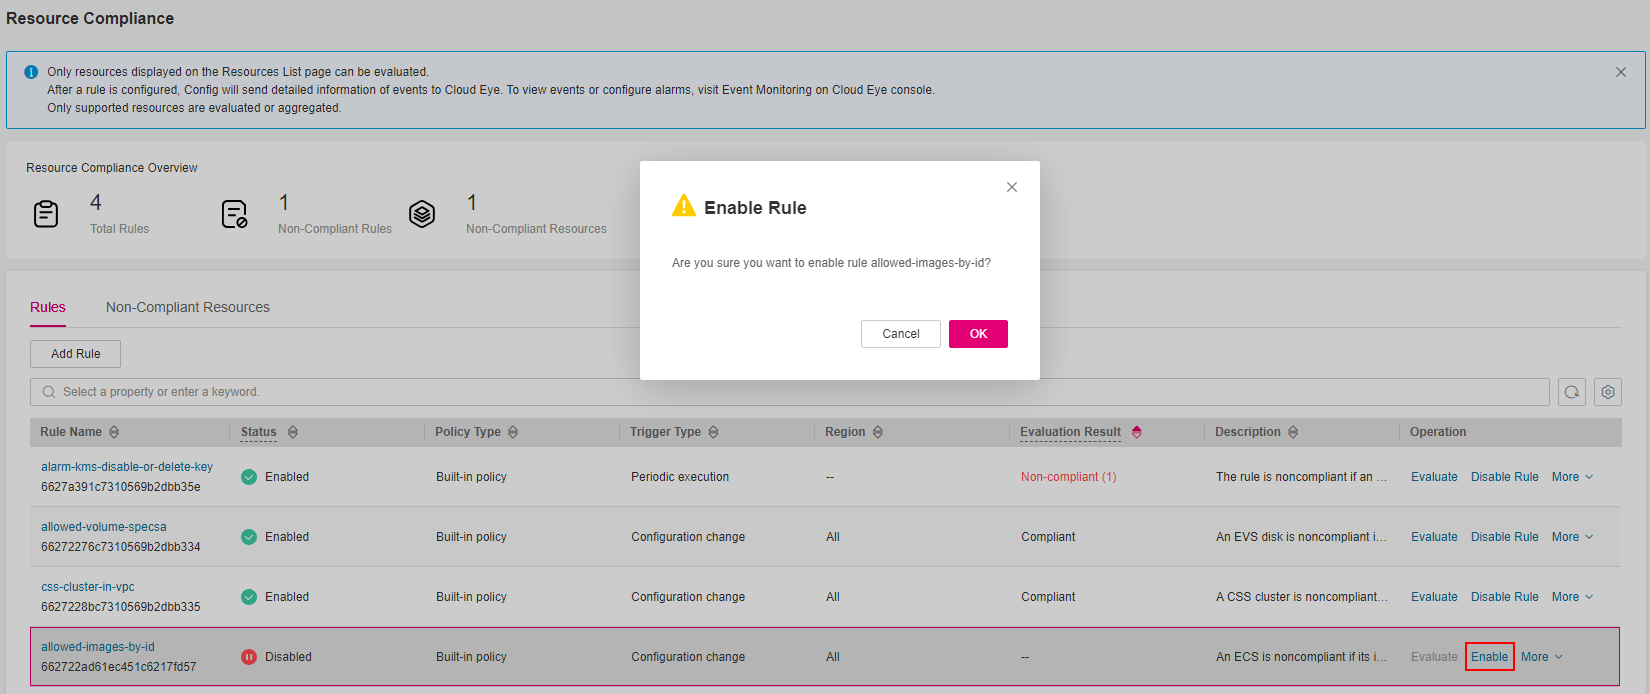 Resource Compliance
Only resources displayed on the Resources List page can be evaluated.
After a rule is configured, Config will send detailed information of events to Cloud Eye. To view events or configure alarms, visit Event Monitoring on Cloud Eye console.
Only supported resources are evaluated or aggregated.
Resource Compliance Overview
4
Total Rules
1
Non-Compliant Rules
1
Non-Compliant Resources
Enable Rule
Are you sure you want to enable rule allowed-images-by-id?
Cancel OK
Rules Non-Compliant Resources
Add Rule
Select a property or enter a keyword.
Rule Name Status Policy Type Trigger Type Region Evaluation Result Description Operation
alarm-kms-disable-or-delete-key
6627a391c7310569b2dbb35e
Enabled Built-in policy Periodic execution -- Non-compliant (1) The rule is noncompliant if an ... Evaluate Disable Rule More
allowed-volume-specsa
66272276c7310569b2dbb334
Enabled Built-in policy Configuration change All Compliant An EVS disk is noncompliant i... Evaluate Disable Rule More
css-cluster-in-vpc
6627228bc7310569b2dbb335
Enabled Built-in policy Configuration change All Compliant A CSS cluster is noncompliant... Evaluate Disable Rule More
allowed-images-by-id
662722ad61ec451c6217fd57
Disabled Built-in policy Configuration change All -- An ECS is noncompliant if its i... Evaluate Enable More